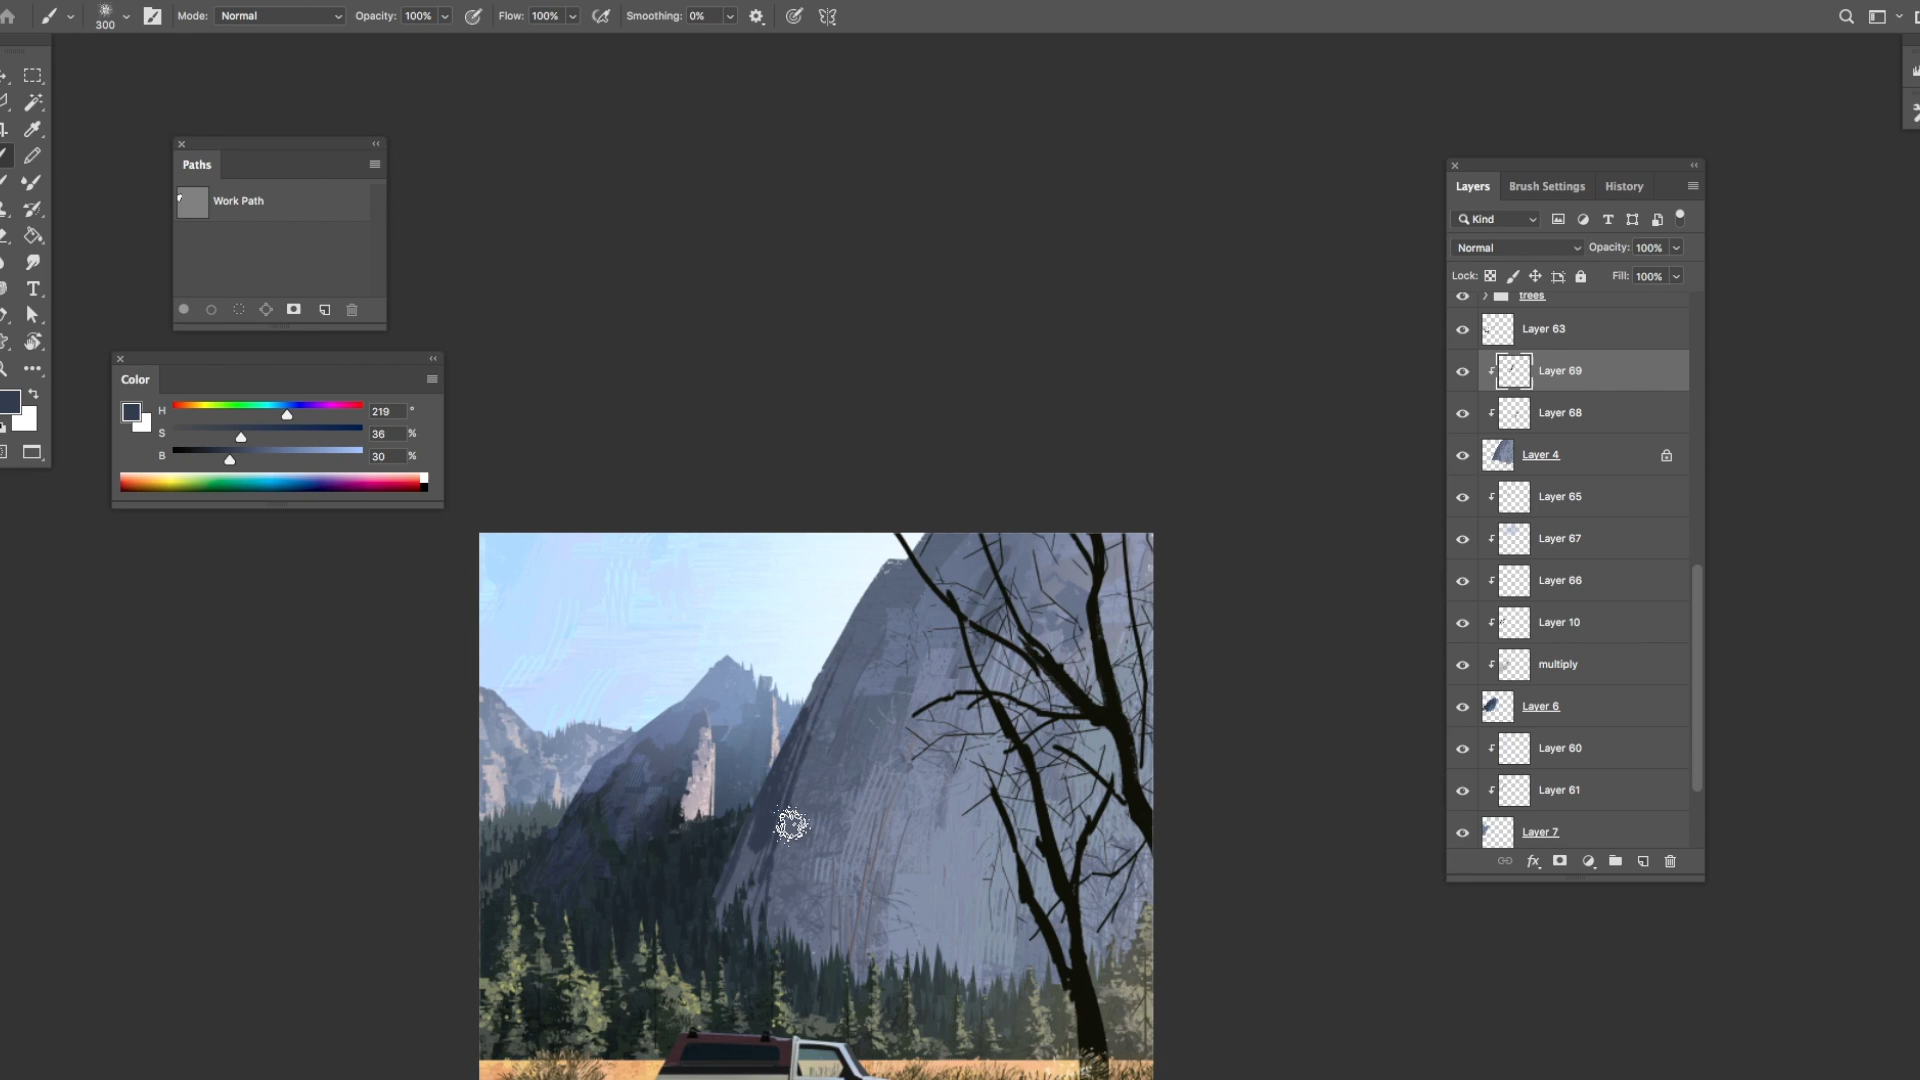 300
Mode: Normal
Opacity: 100%
Flow: 100%
Smoothing: 0%
Paths
Work Path
Color
H 219 °
S 36 %
B 30 %
Layers Brush Settings History
Kind
Normal Opacity: 100%
Lock: Fill: 100%
trees
Layer 63
Layer 69
Layer 68
Layer 4
Layer 65
Layer 67
Layer 66
Layer 10
multiply
Layer 6
Layer 60
Layer 61
Layer 7
fx